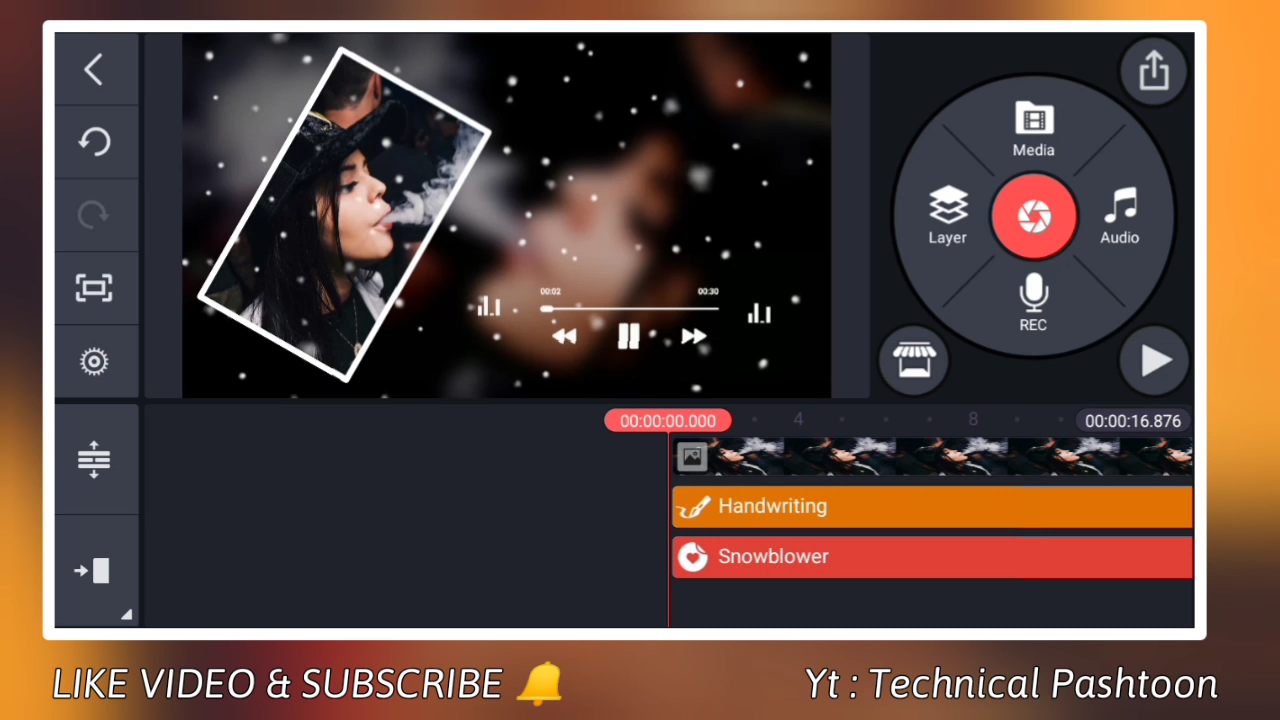 Media
Layer
Audio
REC
00:02
00:30
00:00:00.000
4
8
00:00:16.876
Handwriting
Snowblower
LIKE VIDEO & SUBSCRIBE 🔔
Yt : Technical Pashtoon